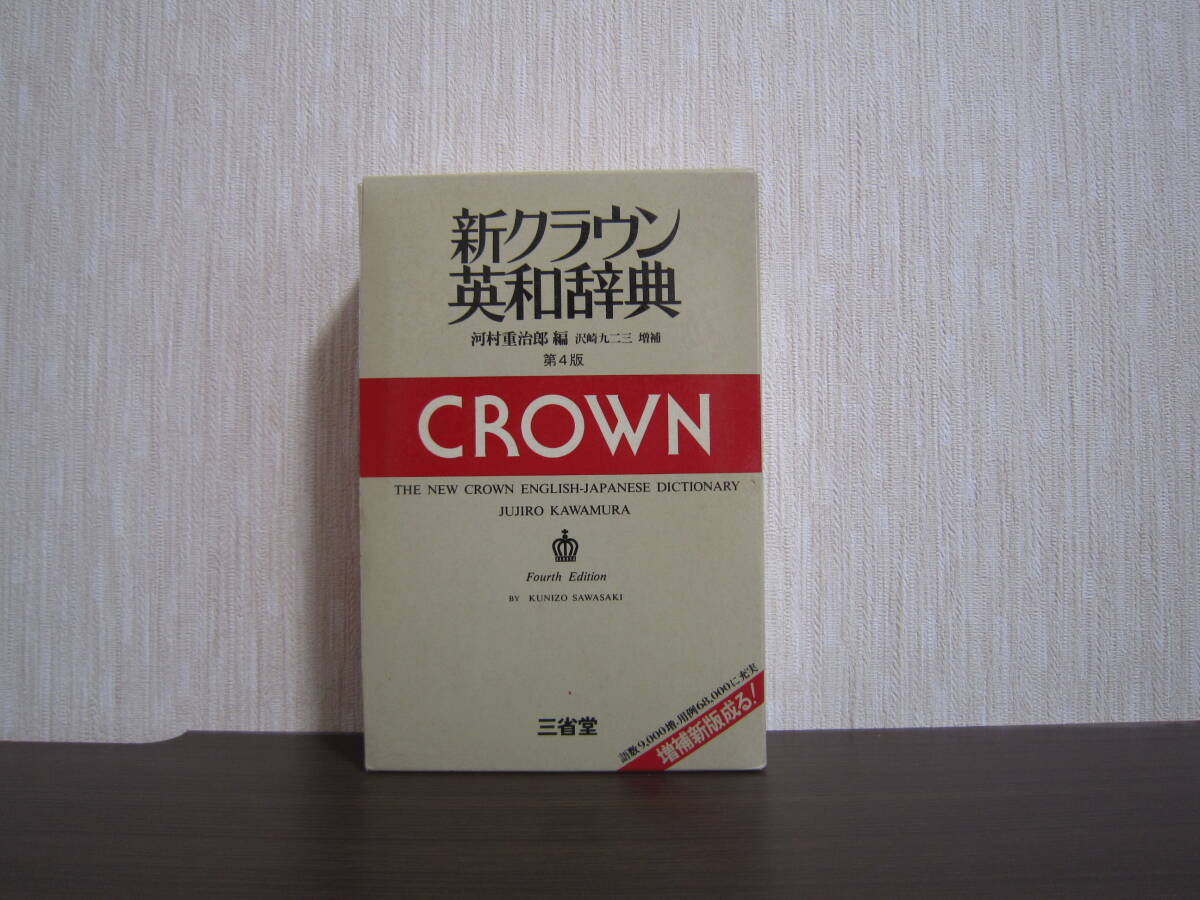 新クラウン
英和辞典
河村重治郎 編 沢崎九二三 増補
第4版
CROWN
THE NEW CROWN ENGLISH-JAPANESE DICTIONARY
JUJIRO KAWAMURA
Fourth Edition
BY KUNIZO SAWASAKI
三省堂
語数9,000増・用例68,000に充実
増補新版成る!